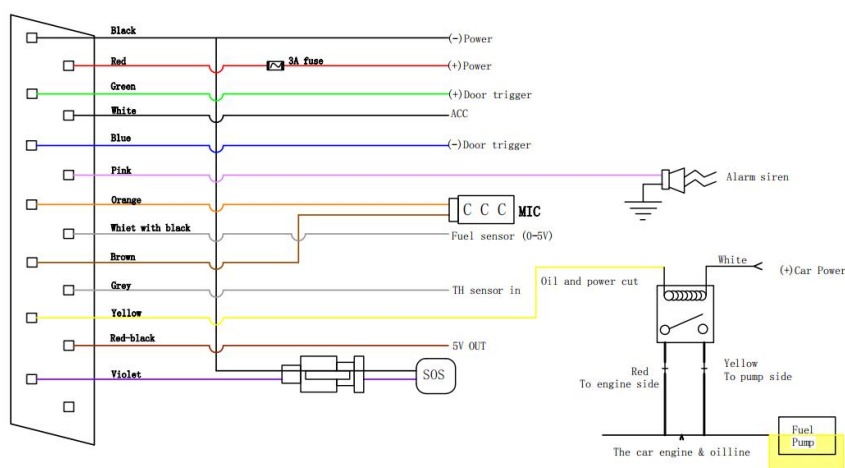 Black
(-)Power
Red
3A fuse
(+)Power
Green
(+)Door trigger
White
ACC
Blue
(-)Door trigger
Pink
Alarm siren
Orange
C C C
MIC
Whiet with black
Fuel sensor (0-5V)
Brown
White
(+)Car Power
Oil and power cut
Grey
TH sensor in
Yellow
Red-black
5V OUT
Violet
SOS
Red
To engine side
Yellow
To pump side
Fuel
Pump
The car engine & oilline